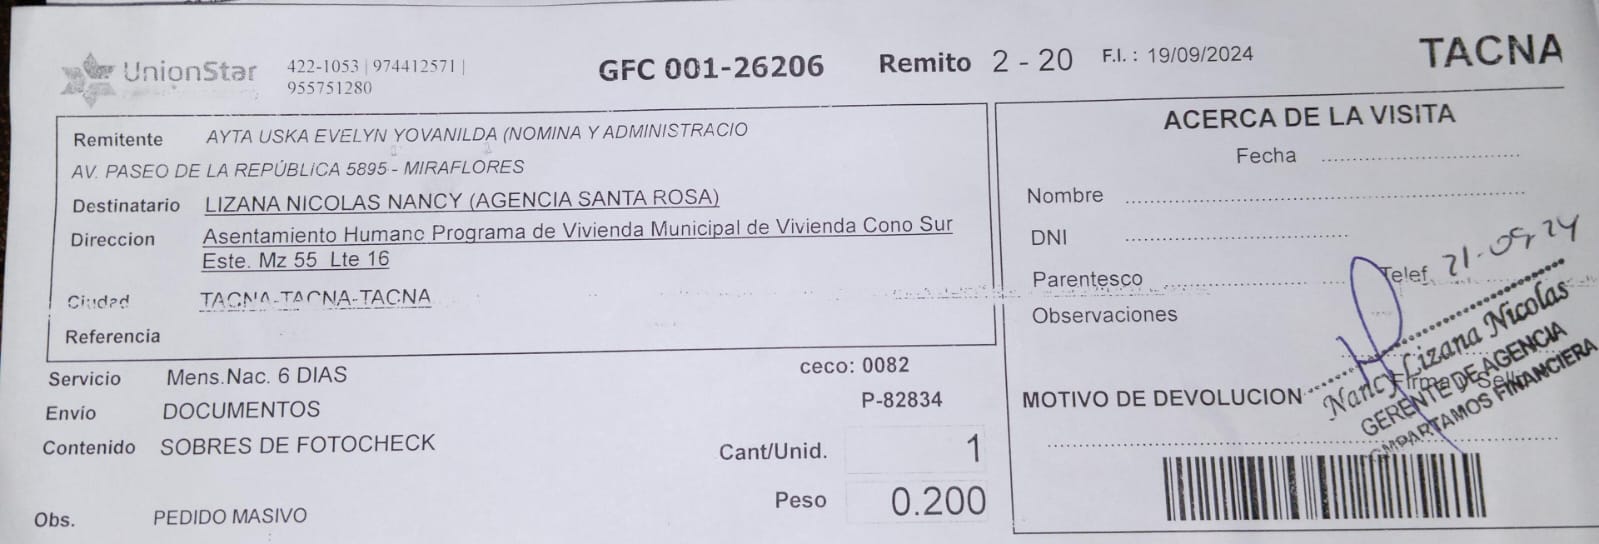 UnionStar
422-1053 | 974412571 |
955751280
GFC 001-26206
Remito 2 - 20 F.I. : 19/09/2024
TACNA
Remitente AYTA USKA EVELYN YOVANILDA (NOMINA Y ADMINISTRACIO
AV. PASEO DE LA REPÚBLICA 5895 - MIRAFLORES
Destinatario LIZANA NICOLAS NANCY (AGENCIA SANTA ROSA)
Direccion Asentamiento Humano Programa de Vivienda Municipal de Vivienda Cono Sur
Este. Mz 55 Lte 16
Ciudad TACNA-TACNA-TACNA
Referencia
Servicio Mens.Nac. 6 DIAS
Envío DOCUMENTOS
Contenido SOBRES DE FOTOCHECK
Obs. PEDIDO MASIVO
ceco: 0082
P-82834
Cant/Unid. 1
Peso 0.200
ACERCA DE LA VISITA
Fecha
Nombre
DNI
Parentesco Telef.
21-09-24
Observaciones
Firma y Sello
Nancy Lizana Nicolas
GERENTE DE AGENCIA
COMPARTAMOS FINANCIERA
MOTIVO DE DEVOLUCION